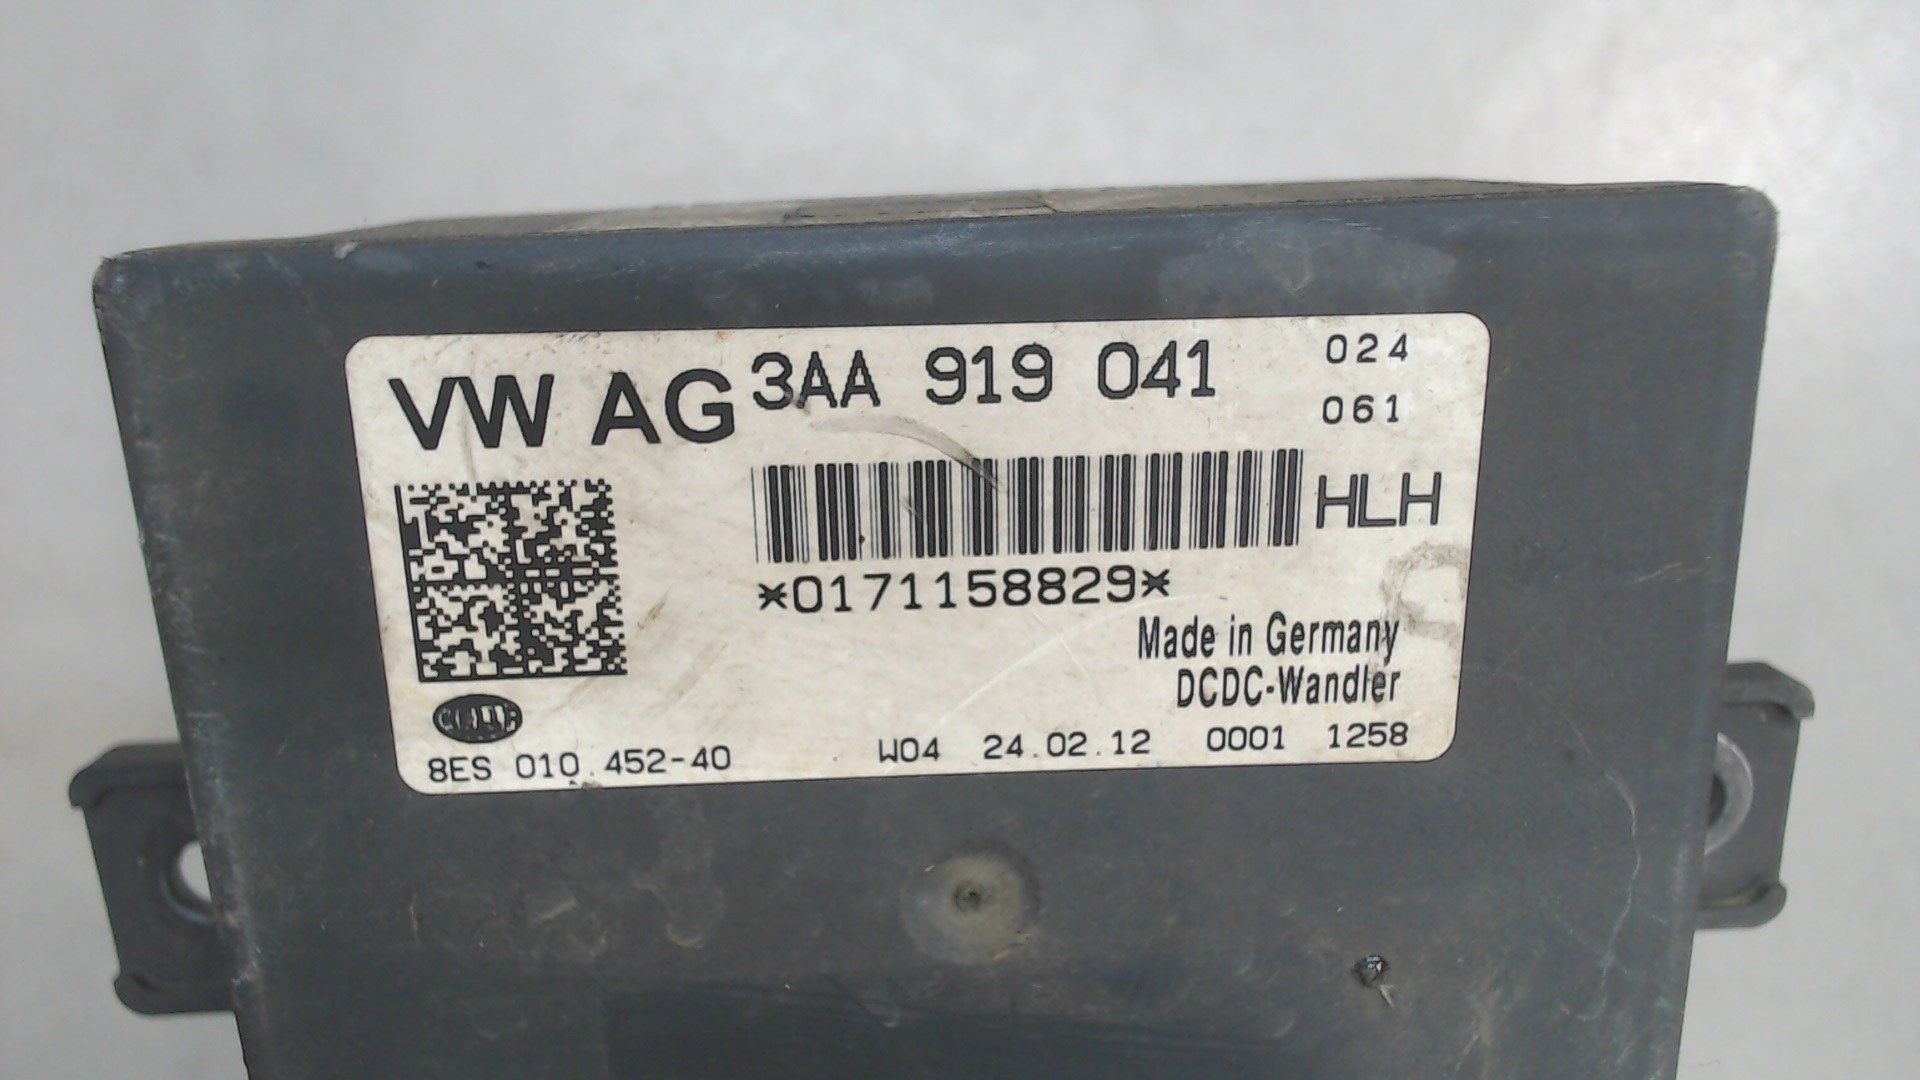 VW AG 3AA 919 041 024
061
HLH
*0171158829*
Made in Germany
DCDC-Wandler
HELLA
8ES 010.452-40 W04 24.02.12 0001 1258